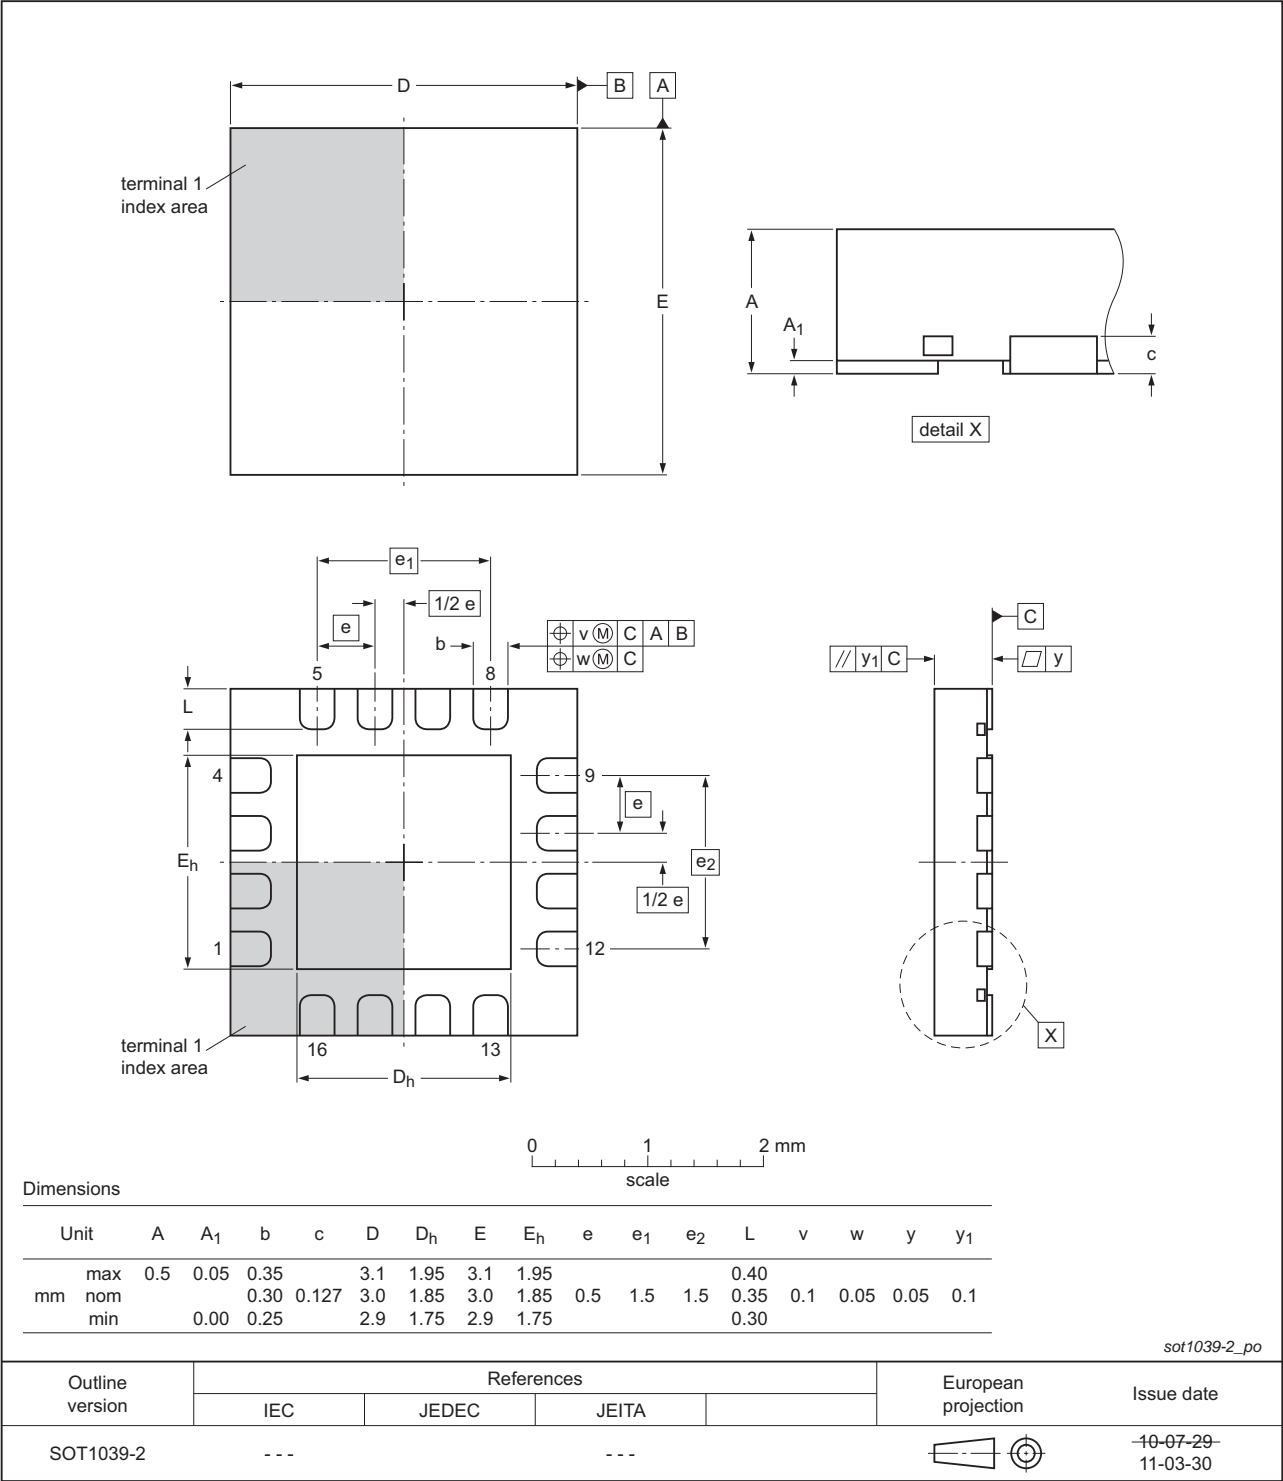 D
B
A
terminal 1
index area
E
A
A1
c
detail X
e1
1/2 e
e
b
v Ⓜ C A B
w Ⓜ C
5
8
L
4
9
e
Eh
e2
1/2 e
1
12
terminal 1
index area
16
13
Dh
C
// y1 C
y
X
0 1 2 mm
scale
Dimensions
Unit A A1 b c D Dh E Eh e e1 e2 L v w y y1
max 0.5 0.05 0.35 3.1 1.95 3.1 1.95 0.40
mm nom 0.30 0.127 3.0 1.85 3.0 1.85 0.5 1.5 1.5 0.35 0.1 0.05 0.05 0.1
min 0.00 0.25 2.9 1.75 2.9 1.75 0.30
sot1039-2_po
Outline
version
References
IEC JEDEC JEITA
European
projection
Issue date
SOT1039-2 - - - - - -
10-07-29
11-03-30